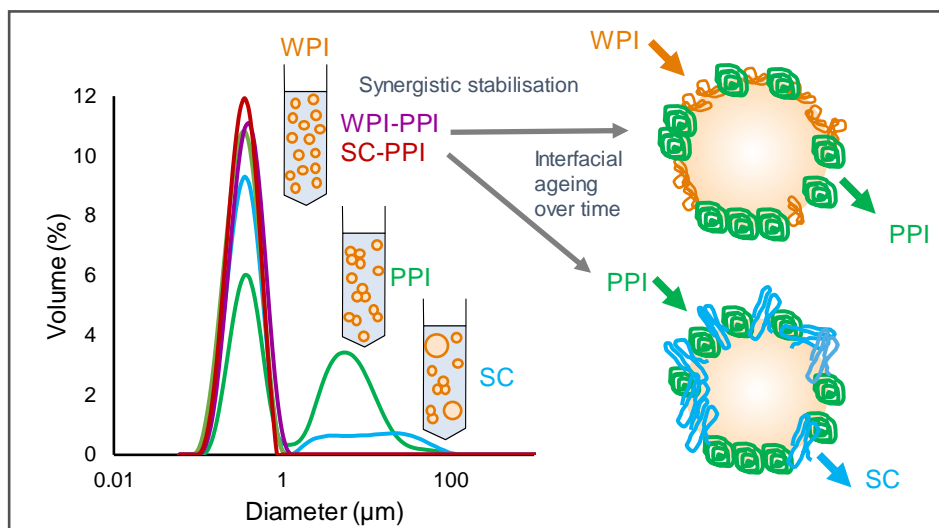 WPI
Synergistic stabilisation
WPI-PPI
SC-PPI
Interfacial
ageing
over time
PPI
SC
12
10
8
6
4
2
0
Volume (%)
0.01
1
100
Diameter (µm)
WPI
PPI
PPI
SC